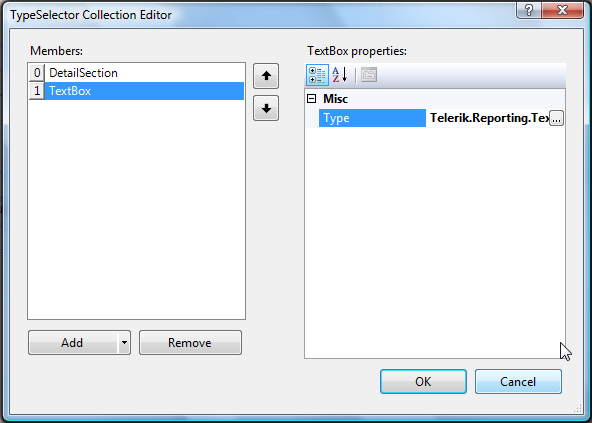 TypeSelector Collection Editor
?
Members:
TextBox properties:
0 DetailSection
1 TextBox
A
Z
Misc
Type Telerik.Reporting.Tex ...
Add
Remove
OK
Cancel